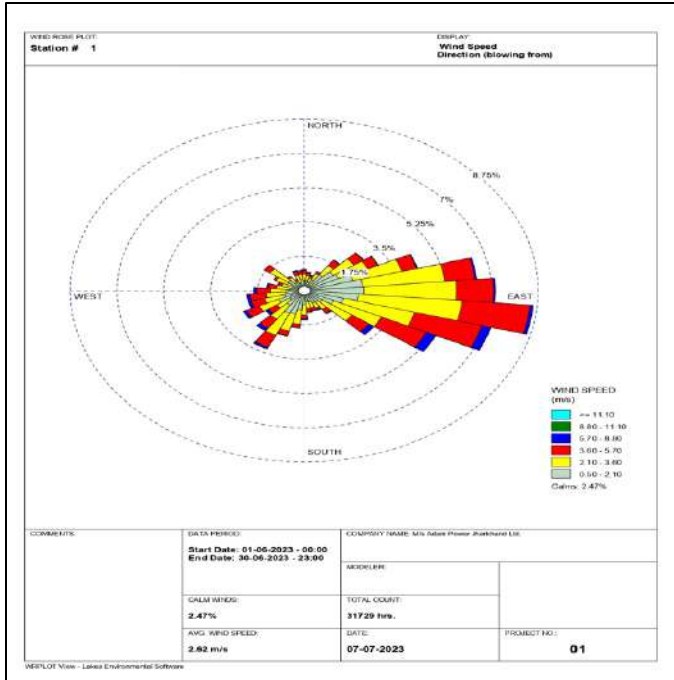 WIND ROSE PLOT:
Station # 1
DISPLAY:
Wind Speed
Direction (blowing from)
NORTH
8.75%
7%
5.25%
3.5%
1.75%
WEST
EAST
SOUTH
WIND SPEED
(m/s)
>= 11.10
8.80 - 11.10
5.70 - 8.80
3.60 - 5.70
2.10 - 3.60
0.50 - 2.10
Calms: 2.47%
COMMENTS:
DATA PERIOD:
Start Date: 01-06-2023 - 00:00
End Date: 30-06-2023 - 23:00
COMPANY NAME: M/s Adani Power Jharkhand Ltd.
MODELER:
CALM WINDS:
2.47%
TOTAL COUNT:
31729 hrs.
AVG. WIND SPEED:
2.62 m/s
DATE:
07-07-2023
PROJECT NO.:
01
WRPLOT View - Lakes Environmental Software